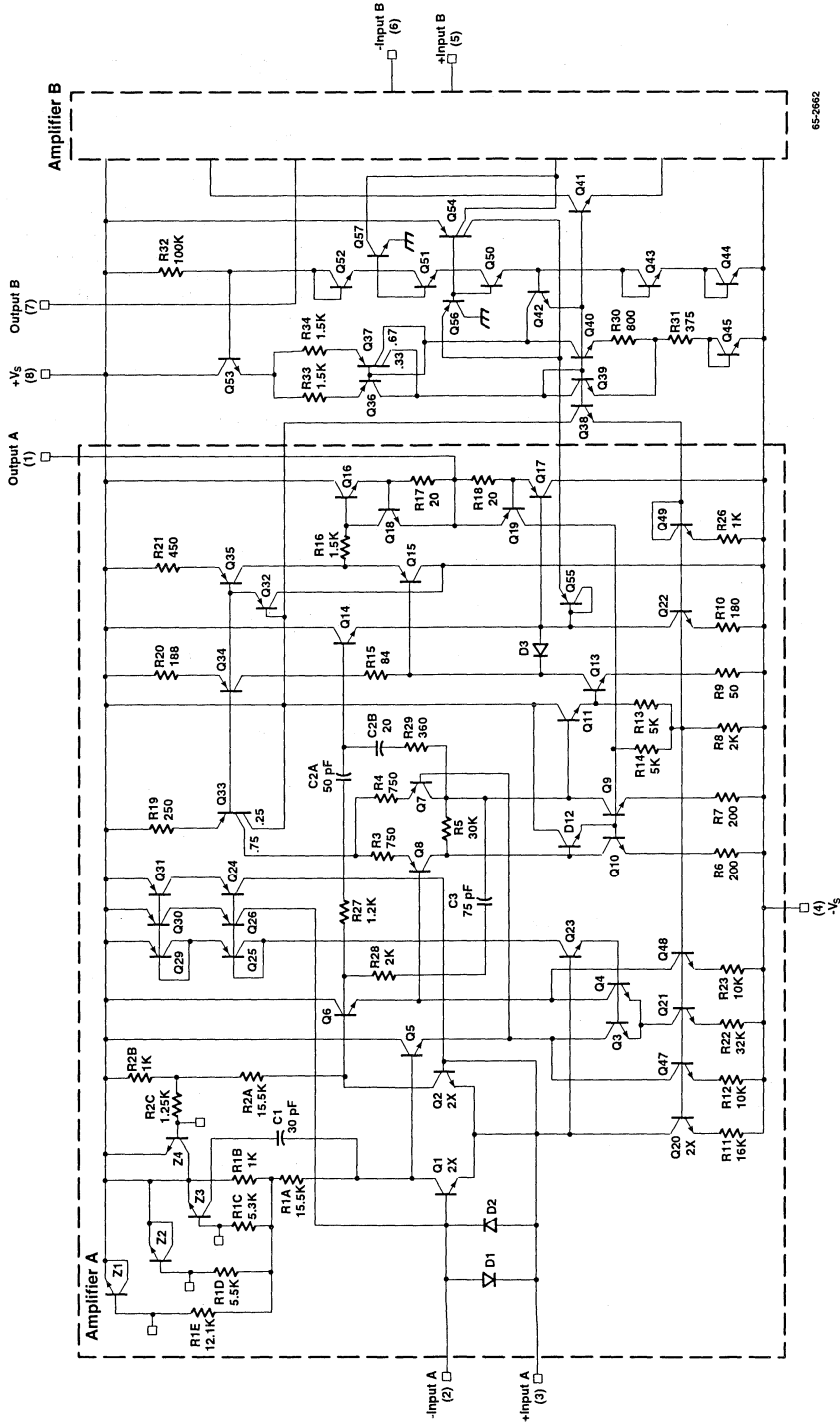 Amplifier A
Amplifier B
Output A
(1)
+VS
(8)
Output B
(7)
-Input B
(6)
+Input B
(5)
-Input A
(2)
+Input A
(3)
(4)
-VS
65-2662
Z1
Z2
Z3
Z4
R1E
12.1K
R1D
5.5K
R1C
5.3K
R1B
1K
R1A
15.5K
R2C
1.25K
R2B
1K
R2A
15.5K
C1
30 pF
D1
D2
Q1
2X
Q2
2X
Q5
Q6
Q29
Q30
Q31
Q25
Q26
Q24
R19
250
Q33
.75
.25
R27
1.2K
R28
2K
C3
75 pF
R3
750
R4
750
Q8
Q7
R5
30K
C2A
50 pF
C2B
20
R29
360
Q23
Q4
Q3
Q20
2X
Q47
Q21
Q48
R11
16K
R12
10K
R22
32K
R23
10K
D12
Q10
Q9
R6
200
R7
200
R14
5K
R13
5K
R8
2K
Q11
Q13
R9
50
R20
188
Q34
R15
84
D3
Q14
R21
450
Q35
Q32
Q15
R16
1.5K
Q16
Q18
R17
20
R18
20
Q19
Q17
Q55
Q22
R10
180
Q49
R26
1K
Q53
R33
1.5K
R34
1.5K
Q36
Q37
.67
.33
Q38
Q39
Q40
R30
800
R31
375
Q45
R32
100K
Q52
Q57
Q51
Q54
Q56
Q50
Q42
Q41
Q43
Q44